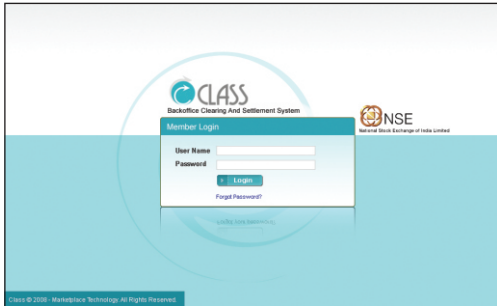 CLASS
Backoffice Clearing And Settlement System
NSE
National Stock Exchange of India Limited
Member Login
User Name
Password
Login
Forgot Password?
Class © 2008 - Marketplace Technology. All Rights Reserved.